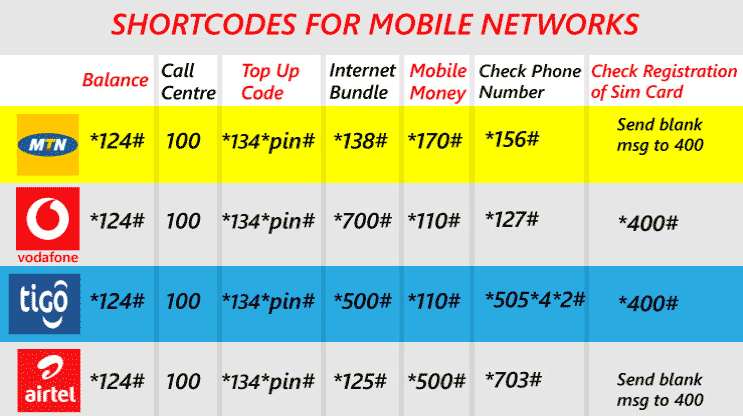 SHORTCODES FOR MOBILE NETWORKS
Balance Call Centre Top Up Code Internet Bundle Mobile Money Check Phone Number Check Registration of Sim Card
MTN *124# 100 *134*pin# *138# *170# *156# Send blank msg to 400
vodafone *124# 100 *134*pin# *700# *110# *127# *400#
tigo *124# 100 *134*pin# *500# *110# *505*4*2# *400#
airtel *124# 100 *134*pin# *125# *500# *703# Send blank msg to 400